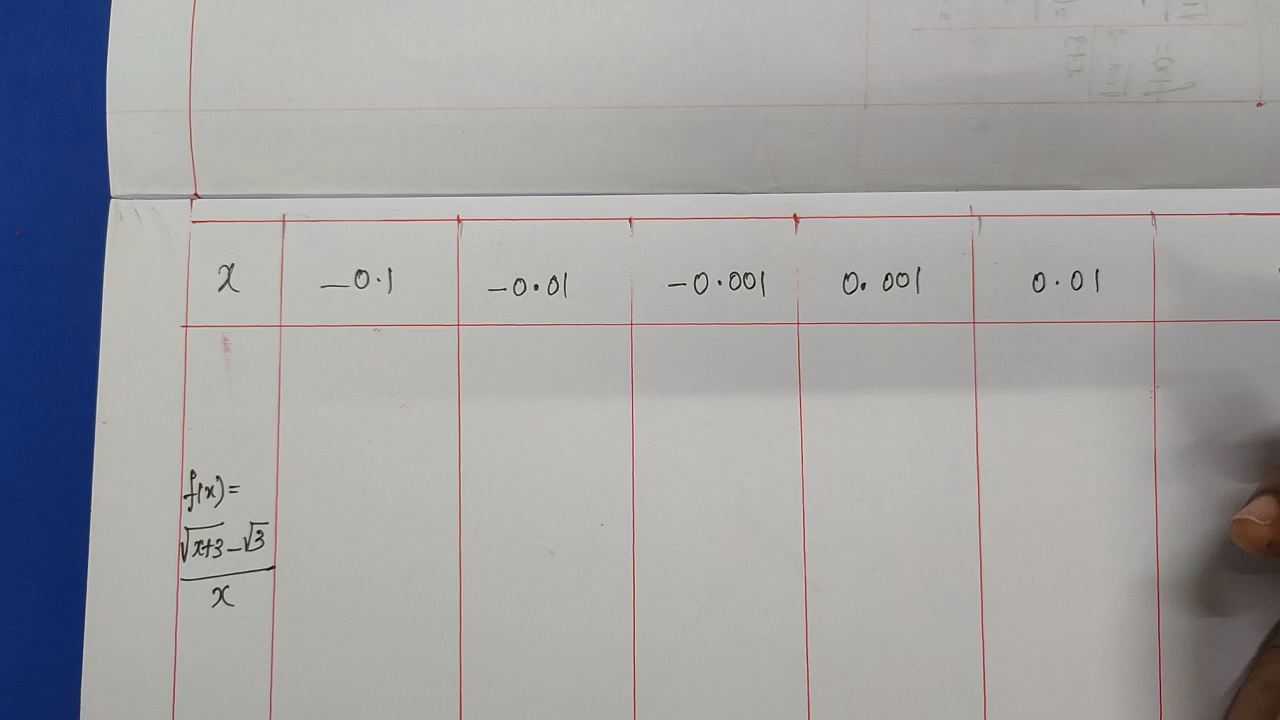 x -0.1 -0.01 -0.001 0.001 0.01
f(x)=
√x+3 -√3
x